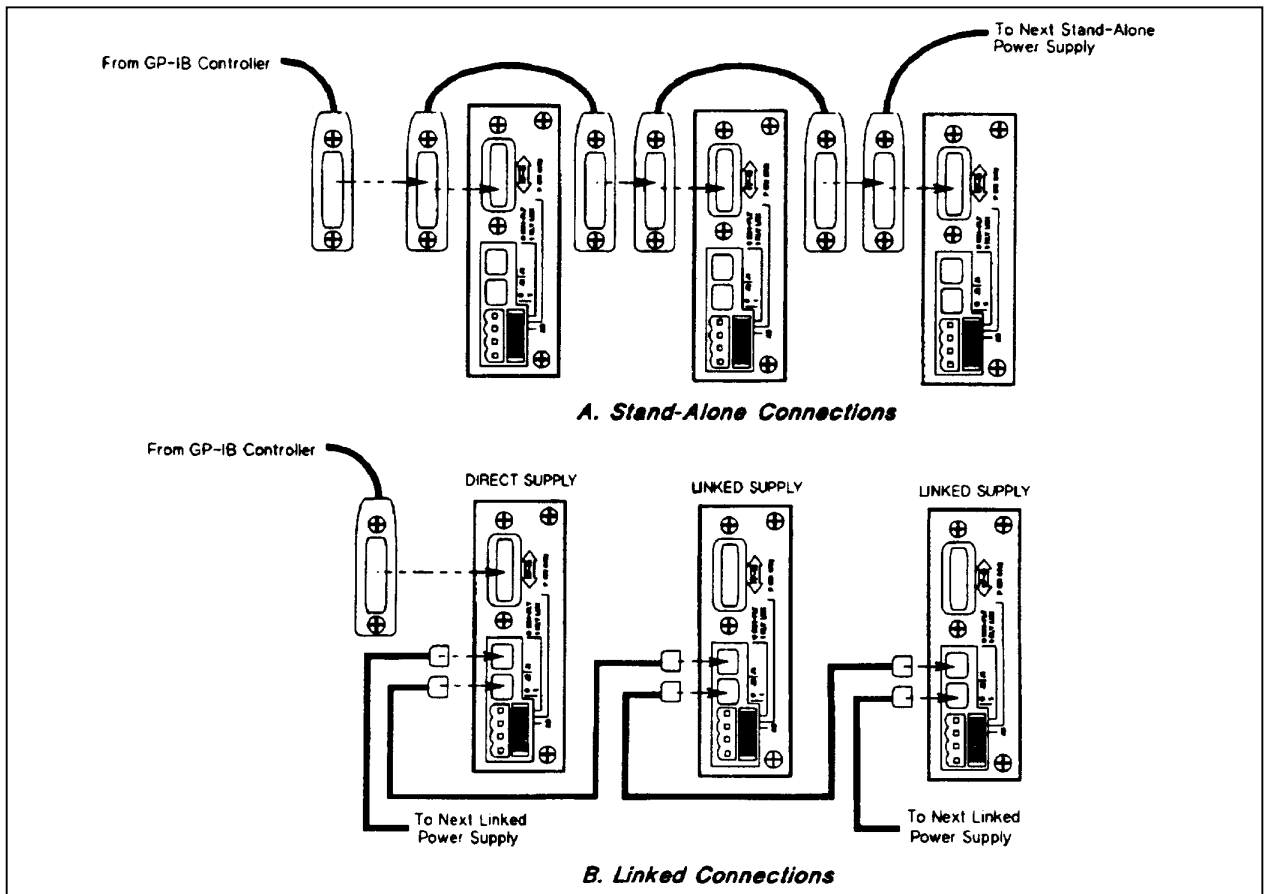 From GP-IB Controller
To Next Stand-Alone
Power Supply
A. Stand-Alone Connections
From GP-IB Controller
DIRECT SUPPLY
LINKED SUPPLY
LINKED SUPPLY
To Next Linked
Power Supply
To Next Linked
Power Supply
B. Linked Connections